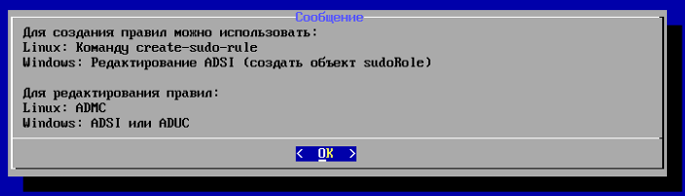 Сообщение
Для создания правил можно использовать:
Linux: Команду create-sudo-rule
Windows: Редактирование ADSI (создать объект sudoRole)
Для редактирования правил:
Linux: ADMC
Windows: ADSI или ADUC
< OK >